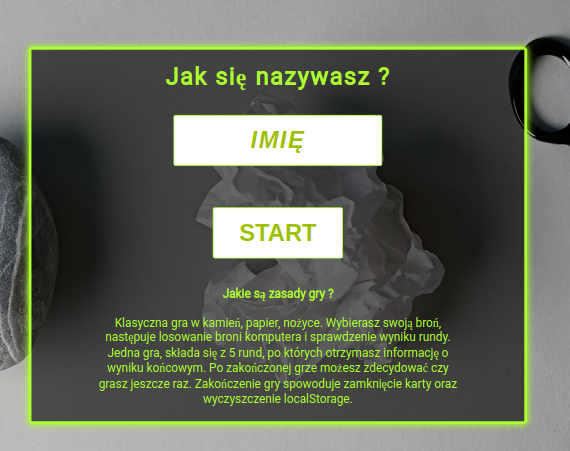 Jak się nazywasz ?
IMIĘ
START
Jakie są zasady gry ?
Klasyczna gra w kamień, papier, nożyce. Wybierasz swoją broń,
następuje losowanie broni komputera i sprawdzenie wyniku rundy.
Jedna gra, składa się z 5 rund, po których otrzymasz informację o
wyniku końcowym. Po zakończonej grze możesz zdecydować czy
grasz jeszcze raz. Zakończenie gry spowoduje zamknięcie karty oraz
wyczyszczenie localStorage.